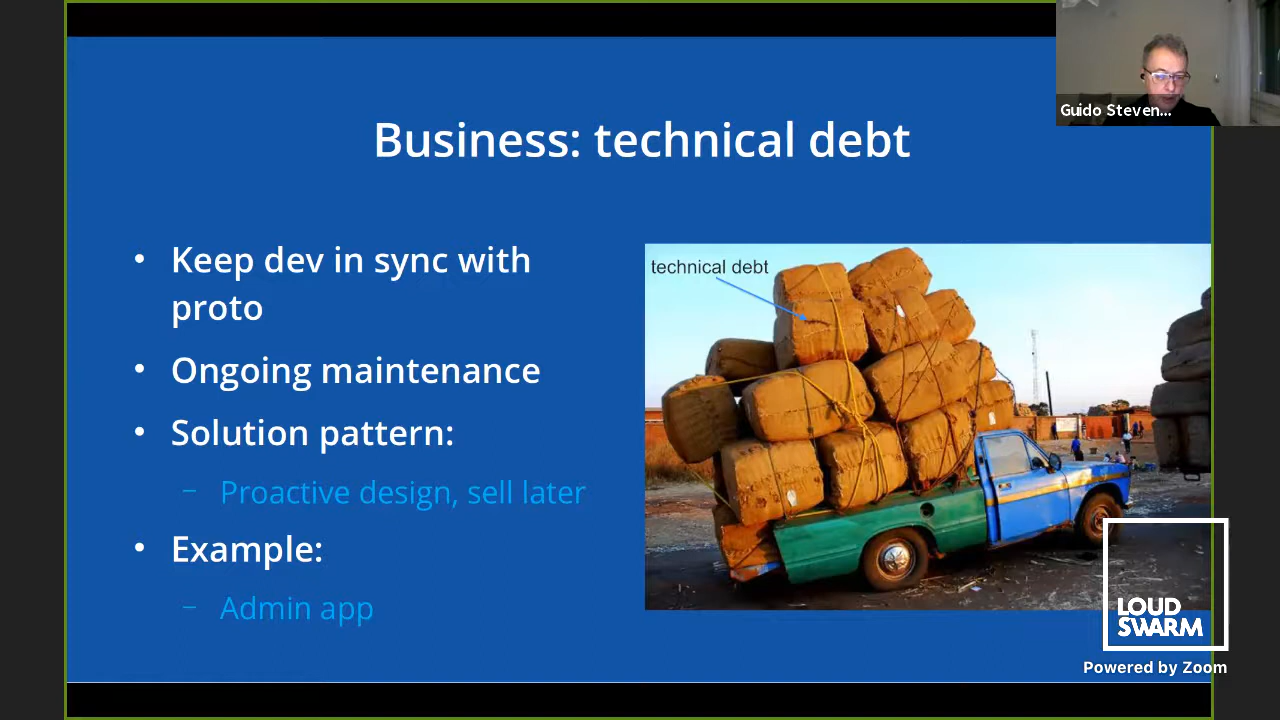 Guido Steven...
Business: technical debt
• Keep dev in sync with
proto
• Ongoing maintenance
• Solution pattern:
– Proactive design, sell later
• Example:
– Admin app
technical debt
LOUD
SWARM
Powered by Zoom